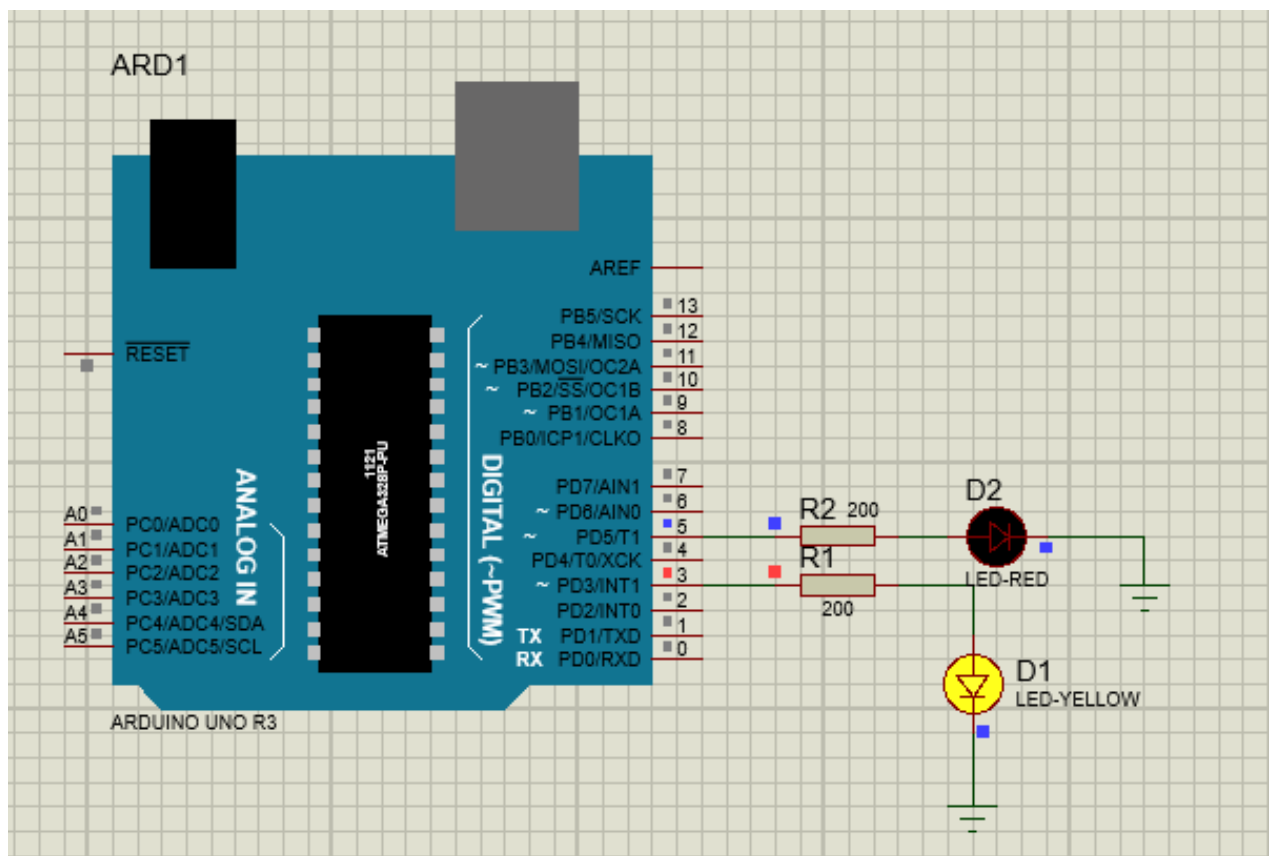 ARD1
AREF
13
PB5/SCK
12
PB4/MISO
RESET
11
~ PB3/MOSI/OC2A
10
~ PB2/SS/OC1B
9
~ PB1/OC1A
8
PB0/ICP1/CLKO
1121
ATMEGA328P-PU
ANALOG IN
DIGITAL (~PWM)
7
PD7/AIN1
6
~ PD6/AIN0
5
~ PD5/T1
4
PD4/T0/XCK
3
~ PD3/INT1
2
PD2/INT0
1
TX PD1/TXD
0
RX PD0/RXD
A0
PC0/ADC0
A1
PC1/ADC1
A2
PC2/ADC2
A3
PC3/ADC3
A4
PC4/ADC4/SDA
A5
PC5/ADC5/SCL
ARDUINO UNO R3
R2 200
D2
LED-RED
R1
200
D1
LED-YELLOW